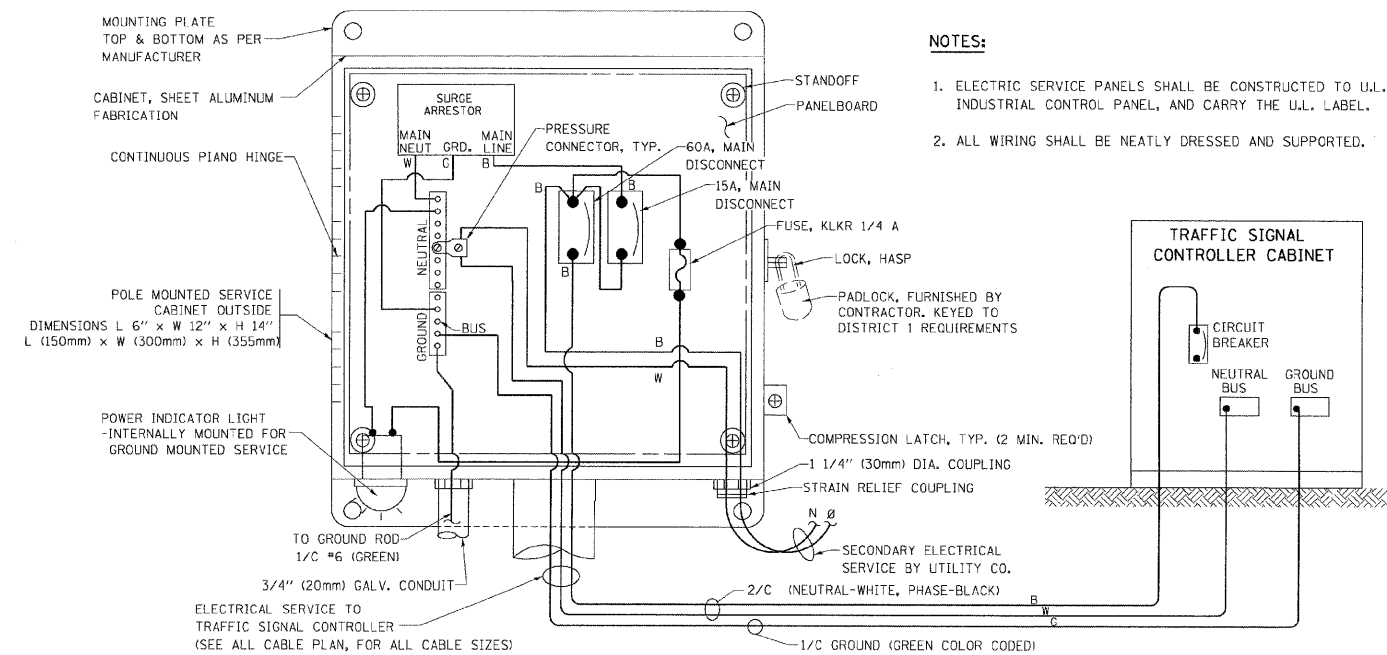 MOUNTING PLATE
TOP & BOTTOM AS PER
MANUFACTURER
CABINET, SHEET ALUMINUM
FABRICATION
CONTINUOUS PIANO HINGE
POLE MOUNTED SERVICE
CABINET OUTSIDE
DIMENSIONS L 6" x W 12" x H 14"
L (150mm) x W (300mm) x H (355mm)
POWER INDICATOR LIGHT
-INTERNALLY MOUNTED FOR
GROUND MOUNTED SERVICE
SURGE
ARRESTOR
MAIN
NEUT
GRD.
MAIN
LINE
W
G
B
PRESSURE
CONNECTOR, TYP.
NEUTRAL
GROUND
BUS
B
B
B
B
W
STANDOFF
PANELBOARD
60A, MAIN
DISCONNECT
15A, MAIN
DISCONNECT
FUSE, KLKR 1/4 A
LOCK, HASP
PADLOCK, FURNISHED BY
CONTRACTOR. KEYED TO
DISTRICT 1 REQUIREMENTS
COMPRESSION LATCH, TYP. (2 MIN. REQ'D)
1 1/4" (30mm) DIA. COUPLING
STRAIN RELIEF COUPLING
N Ø
SECONDARY ELECTRICAL
SERVICE BY UTILITY CO.
TO GROUND ROD
1/C #6 (GREEN)
3/4" (20mm) GALV. CONDUIT
ELECTRICAL SERVICE TO
TRAFFIC SIGNAL CONTROLLER
(SEE ALL CABLE PLAN, FOR ALL CABLE SIZES)
2/C (NEUTRAL-WHITE, PHASE-BLACK)
B
W
G
1/C GROUND (GREEN COLOR CODED)
NOTES:
1. ELECTRIC SERVICE PANELS SHALL BE CONSTRUCTED TO U.L.
INDUSTRIAL CONTROL PANEL, AND CARRY THE U.L. LABEL.
2. ALL WIRING SHALL BE NEATLY DRESSED AND SUPPORTED.
TRAFFIC SIGNAL
CONTROLLER CABINET
CIRCUIT
BREAKER
NEUTRAL
BUS
GROUND
BUS